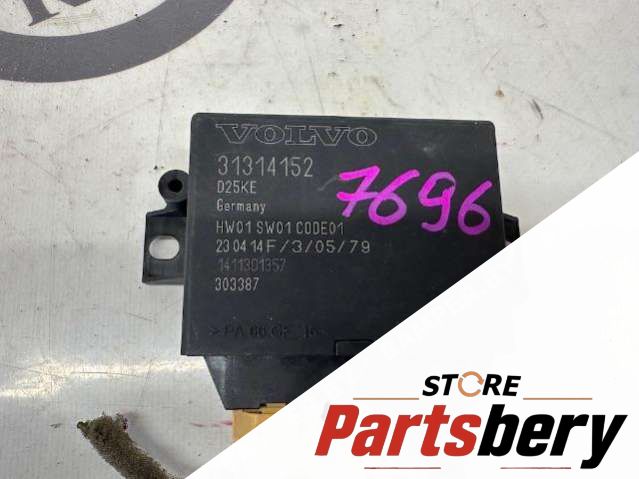 VOLVO
31314152
D25KE
Germany
HW01 SW01 CODE01
23 04 14 F/3/05/79
1411301357
303387
7696
STORE
Partsbery